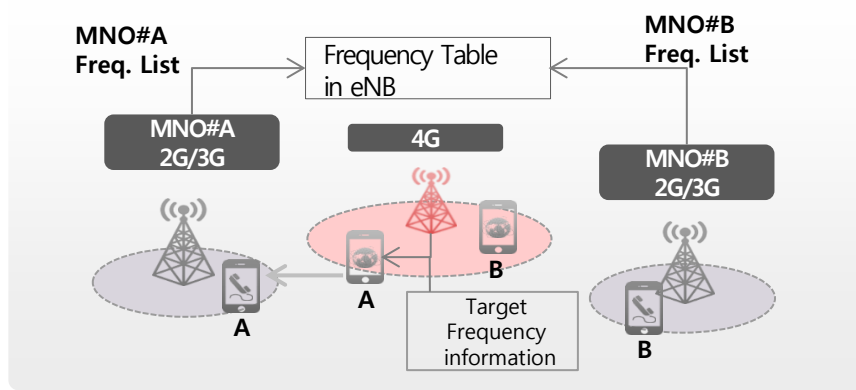 MNO#A
Freq. List
Frequency Table
in eNB
MNO#B
Freq. List
MNO#A
2G/3G
4G
MNO#B
2G/3G
B
A
A
Target
Frequency
information
B